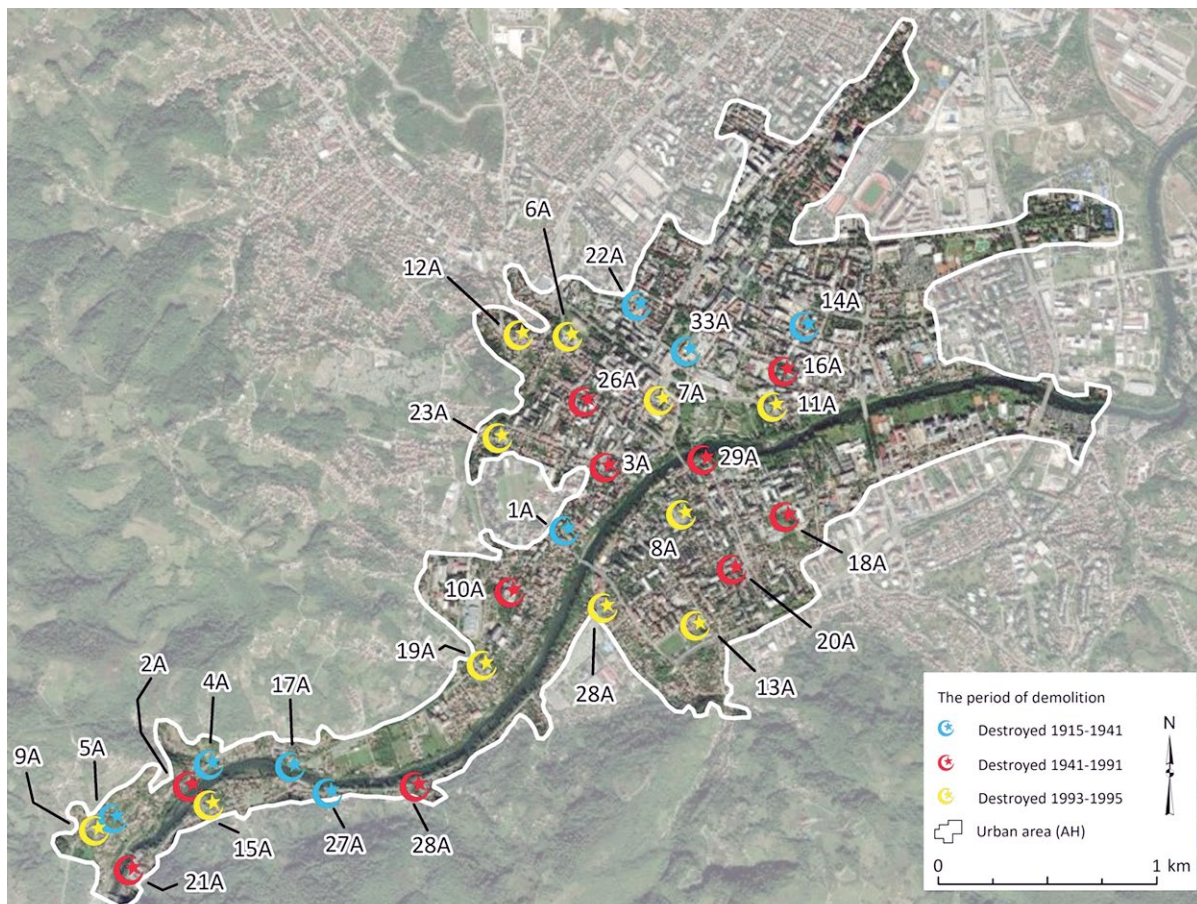 6A
22A
12A
14A
33A
16A
26A
7A
11A
23A
3A
29A
1A
8A
18A
10A
20A
19A
28A
13A
2A
4A
17A
9A
5A
15A
27A
28A
21A
The period of demolition
Destroyed 1915-1941
Destroyed 1941-1991
Destroyed 1993-1995
Urban area (AH)
N
0
1 km